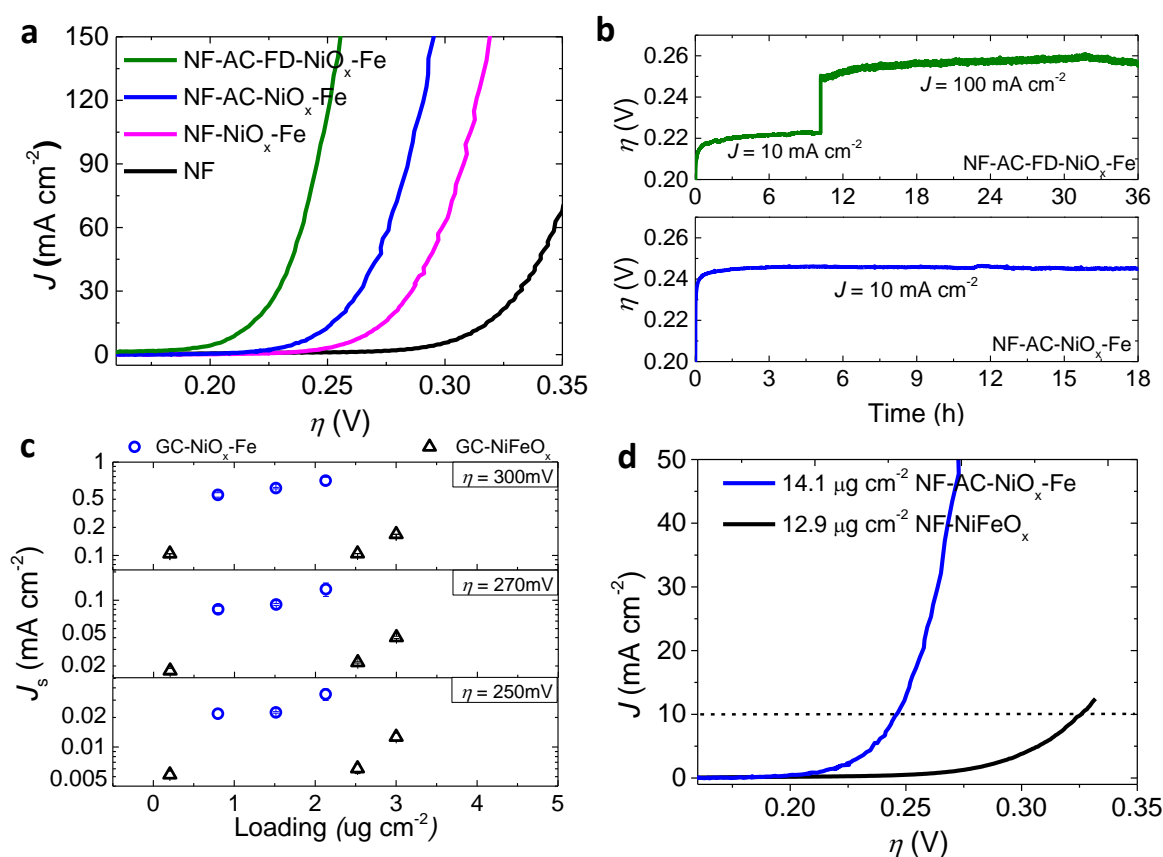 a
J (mA cm⁻²)
150
120
90
60
30
0
NF-AC-FD-NiOₓ-Fe
NF-AC-NiOₓ-Fe
NF-NiOₓ-Fe
NF
0.20 0.25 0.30 0.35
η (V)
b
η (V)
0.26
0.24
0.22
0.20
J = 10 mA cm⁻²
J = 100 mA cm⁻²
NF-AC-FD-NiOₓ-Fe
0 6 12 18 24 30 36
η (V)
0.26
0.24
0.22
0.20
J = 10 mA cm⁻²
NF-AC-NiOₓ-Fe
0 3 6 9 12 15 18
Time (h)
c
GC-NiOₓ-Fe GC-NiFeOₓ
Jₛ (mA cm⁻²)
1
0.5
0.2
0.1
η = 300mV
0.1
0.05
0.02
η = 270mV
0.02
0.01
0.005
η = 250mV
0 1 2 3 4 5
Loading (ug cm⁻²)
d
J (mA cm⁻²)
50
40
30
20
10
0
14.1 μg cm⁻² NF-AC-NiOₓ-Fe
12.9 μg cm⁻² NF-NiFeOₓ
0.20 0.25 0.30 0.35
η (V)